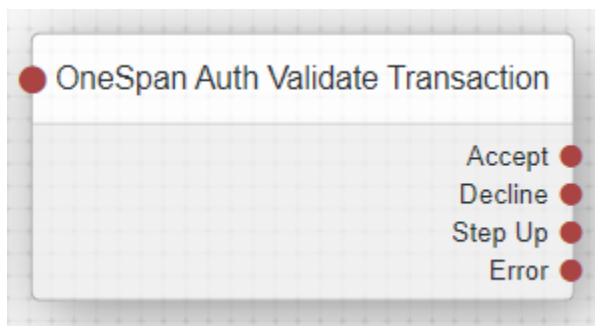 OneSpan Auth Validate Transaction
Accept
Decline
Step Up
Error